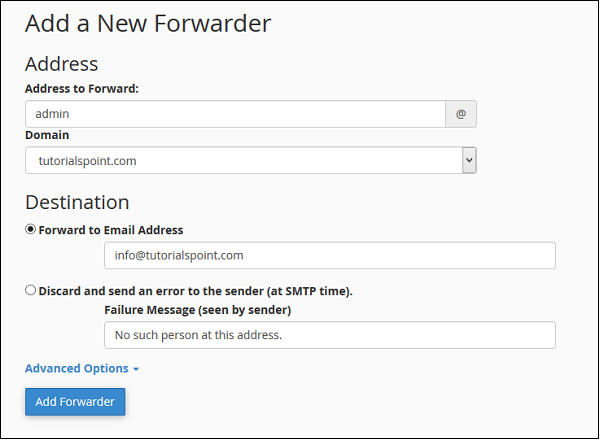 Add a New Forwarder
Address
Address to Forward:
admin
@
Domain
tutorialspoint.com
Destination
Forward to Email Address
info@tutorialspoint.com
Discard and send an error to the sender (at SMTP time).
Failure Message (seen by sender)
No such person at this address.
Advanced Options
Add Forwarder